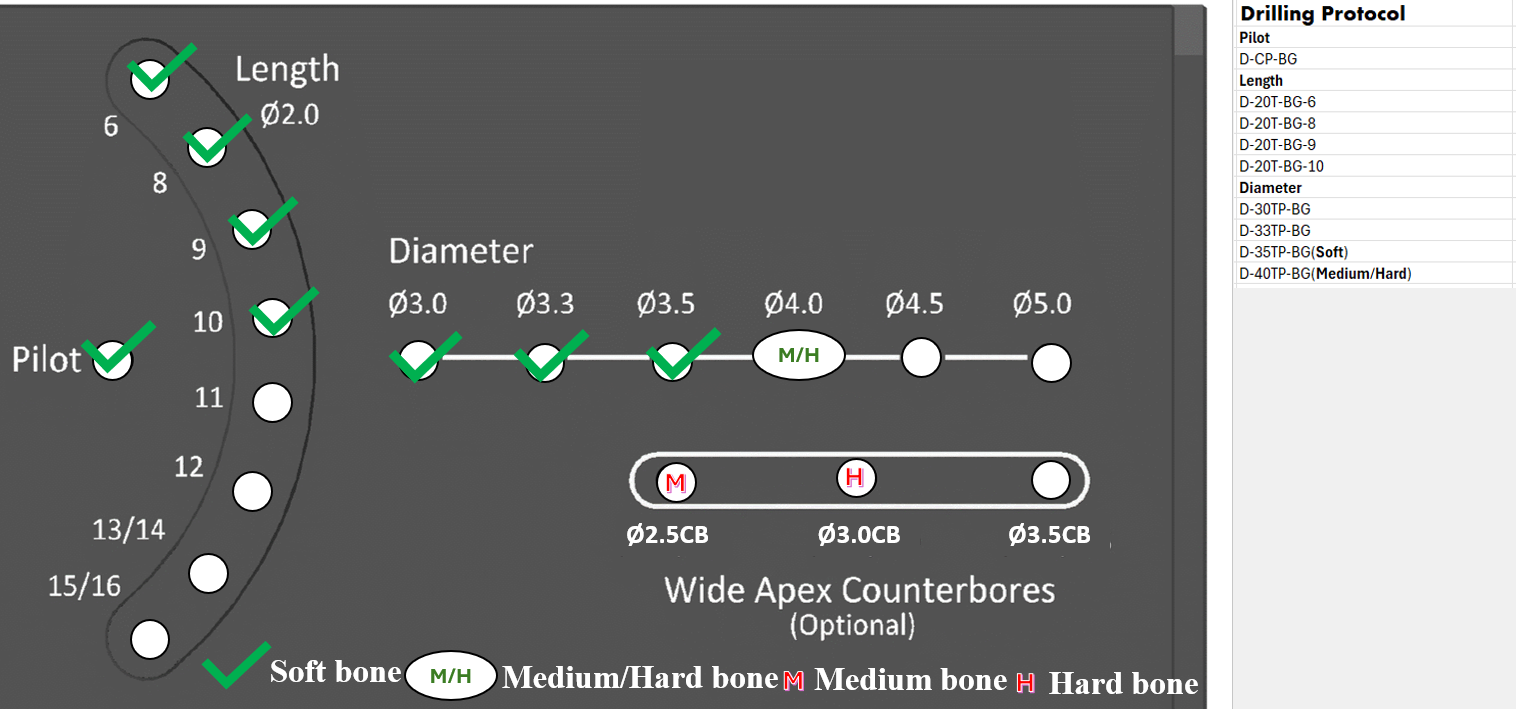 Length
Ø2.0
6
8
9
10
Pilot
11
12
13/14
15/16
Diameter
Ø3.0 Ø3.3 Ø3.5 Ø4.0 Ø4.5 Ø5.0
M/H
M H
Ø2.5CB Ø3.0CB Ø3.5CB
Wide Apex Counterbores
(Optional)
Soft bone M/H Medium/Hard bone M Medium bone H Hard bone
Drilling Protocol
Pilot
D-CP-BG
Length
D-20T-BG-6
D-20T-BG-8
D-20T-BG-9
D-20T-BG-10
Diameter
D-30TP-BG
D-33TP-BG
D-35TP-BG(Soft)
D-40TP-BG(Medium/Hard)